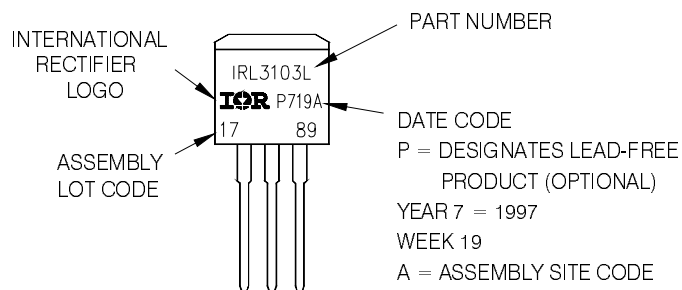 INTERNATIONAL
RECTIFIER
LOGO
ASSEMBLY
LOT CODE
IRL3103L
IOR P719A
17 89
PART NUMBER
DATE CODE
P = DESIGNATES LEAD-FREE
PRODUCT (OPTIONAL)
YEAR 7 = 1997
WEEK 19
A = ASSEMBLY SITE CODE